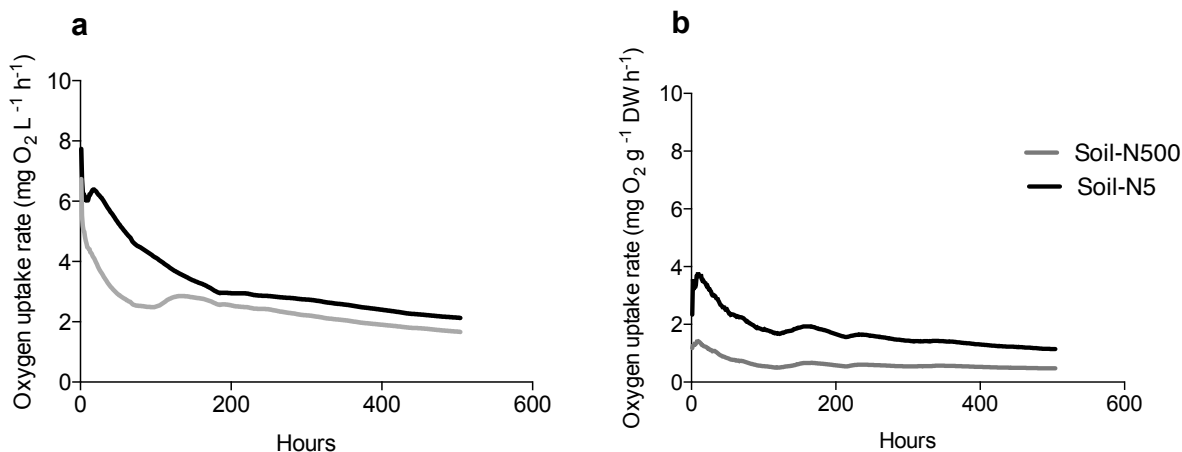 a
Oxygen uptake rate (mg O2 L -1 h-1)
10
8
6
4
2
0
0 200 400 600
Hours
b
Oxygen uptake rate (mg O2 g -1 DW h-1)
10
8
6
4
2
0
0 200 400 600
Hours
Soil-N500
Soil-N5